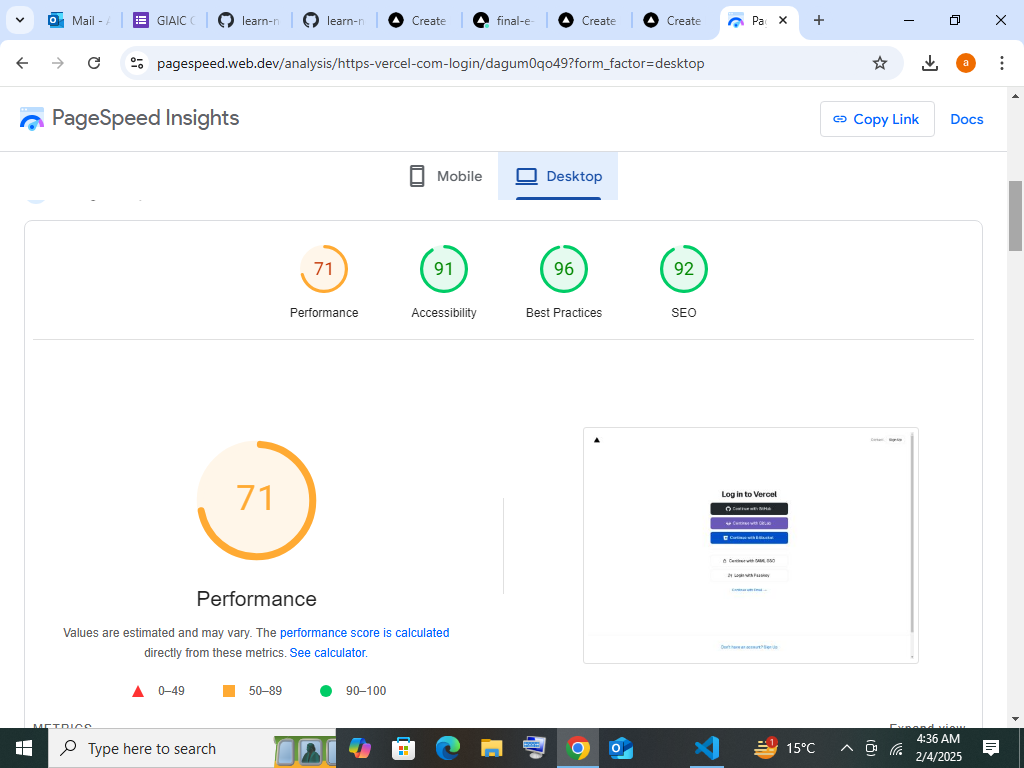 Mail - A
GIAIC C
learn-n
learn-n
Create
final-e-
Create
Create
Pa
pagespeed.web.dev/analysis/https-vercel-com-login/dagum0qo49?form_factor=desktop
a
PageSpeed Insights
Copy Link
Docs
Mobile
Desktop
71
91
96
92
Performance
Accessibility
Best Practices
SEO
71
Performance
Values are estimated and may vary. The performance score is calculated
directly from these metrics. See calculator.
0–49
50–89
90–100
Contact
Sign Up
Log in to Vercel
Continue with GitHub
Continue with GitLab
Continue with Bitbucket
Continue with SAML SSO
Login with Passkey
Continue with Email →
Don't have an account? Sign Up
METRICS
Expand view
Type here to search
1
15°C
4:36 AM
2/4/2025